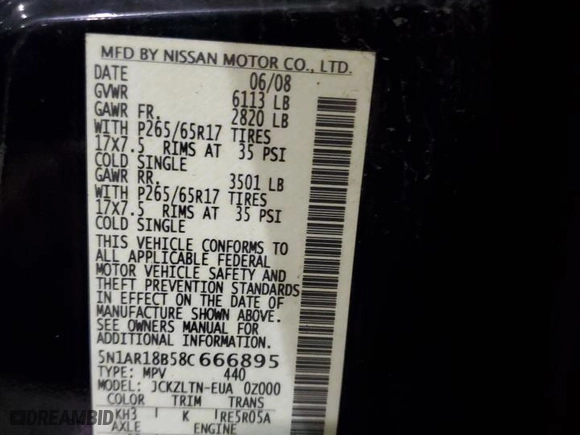 MFD BY NISSAN MOTOR CO., LTD.
DATE 06/08
GVWR 6113 LB
GAWR FR. 2820 LB
WITH P265/65R17 TIRES
17X7.5 RIMS AT 35 PSI
COLD SINGLE
GAWR RR. 3501 LB
WITH P265/65R17 TIRES
17X7.5 RIMS AT 35 PSI
COLD SINGLE
THIS VEHICLE CONFORMS TO
ALL APPLICABLE FEDERAL
MOTOR VEHICLE SAFETY AND
THEFT PREVENTION STANDARDS
IN EFFECT ON THE DATE OF
MANUFACTURE SHOWN ABOVE.
SEE OWNERS MANUAL FOR
ADDITIONAL INFORMATION.
5N1AR18B58C666895
TYPE: MPV 440
MODEL: JCKZLTN-EUA 0Z000
COLOR TRIM TRANS
KH3 K RE5R05A
AXLE ENGINE
© DREAMBID.COM